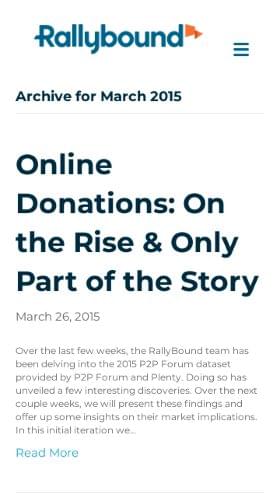 Rallybound
Archive for March 2015
Online
Donations: On
the Rise & Only
Part of the Story
March 26, 2015
Over the last few weeks, the RallyBound team has
been delving into the 2015 P2P Forum dataset
provided by P2P Forum and Plenty. Doing so has
unveiled a few interesting discoveries. Over the next
couple weeks, we will present these findings and
offer up some insights on their market implications.
In this initial iteration we...
Read More